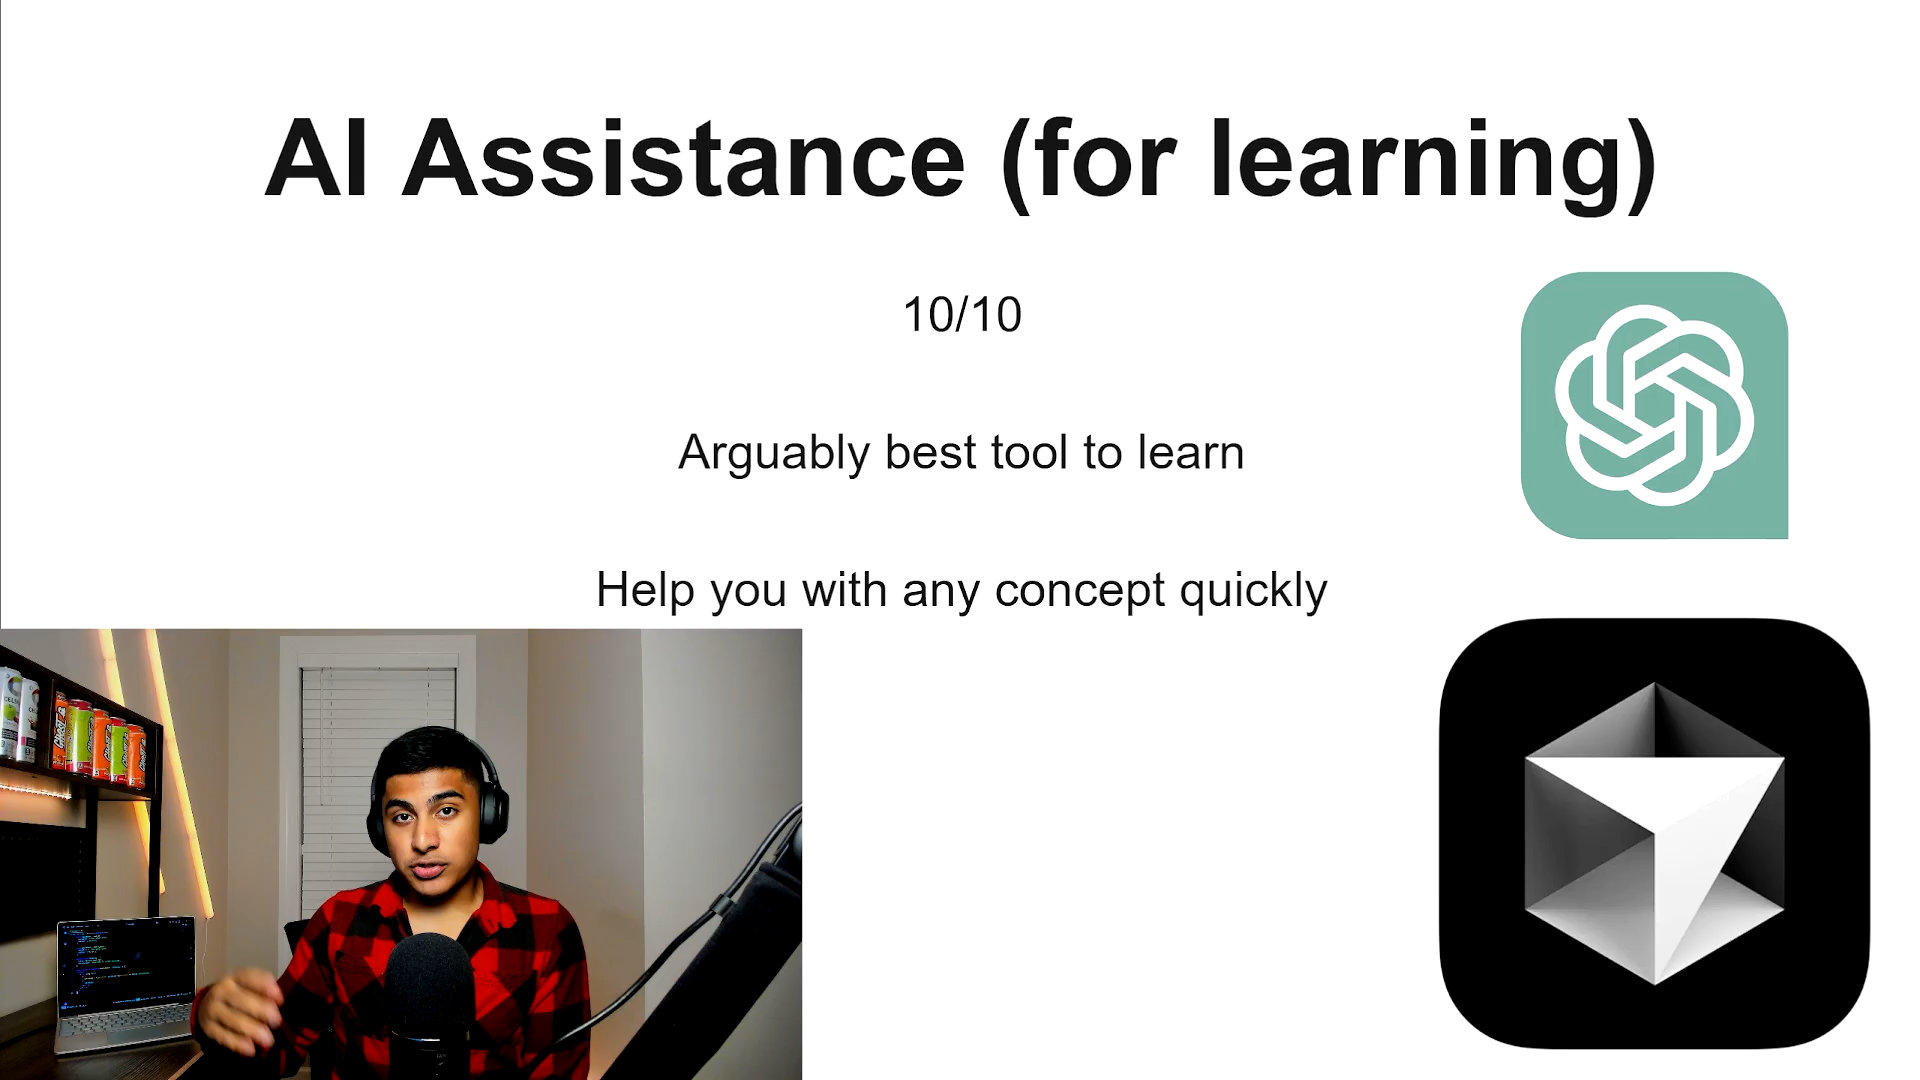 AI Assistance (for learning)
10/10
Arguably best tool to learn
Help you with any concept quickly